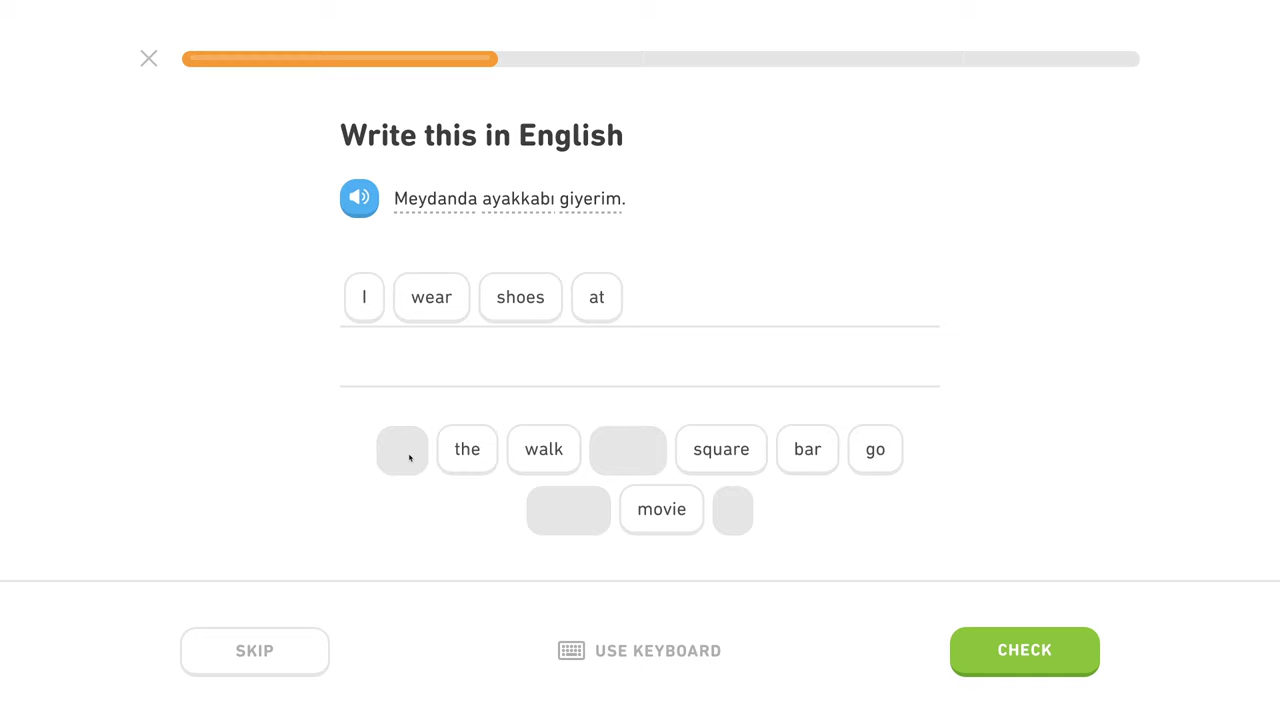 Write this in English
Meydanda ayakkabı giyerim.
I wear shoes at
the walk square bar go
movie
SKIP USE KEYBOARD CHECK